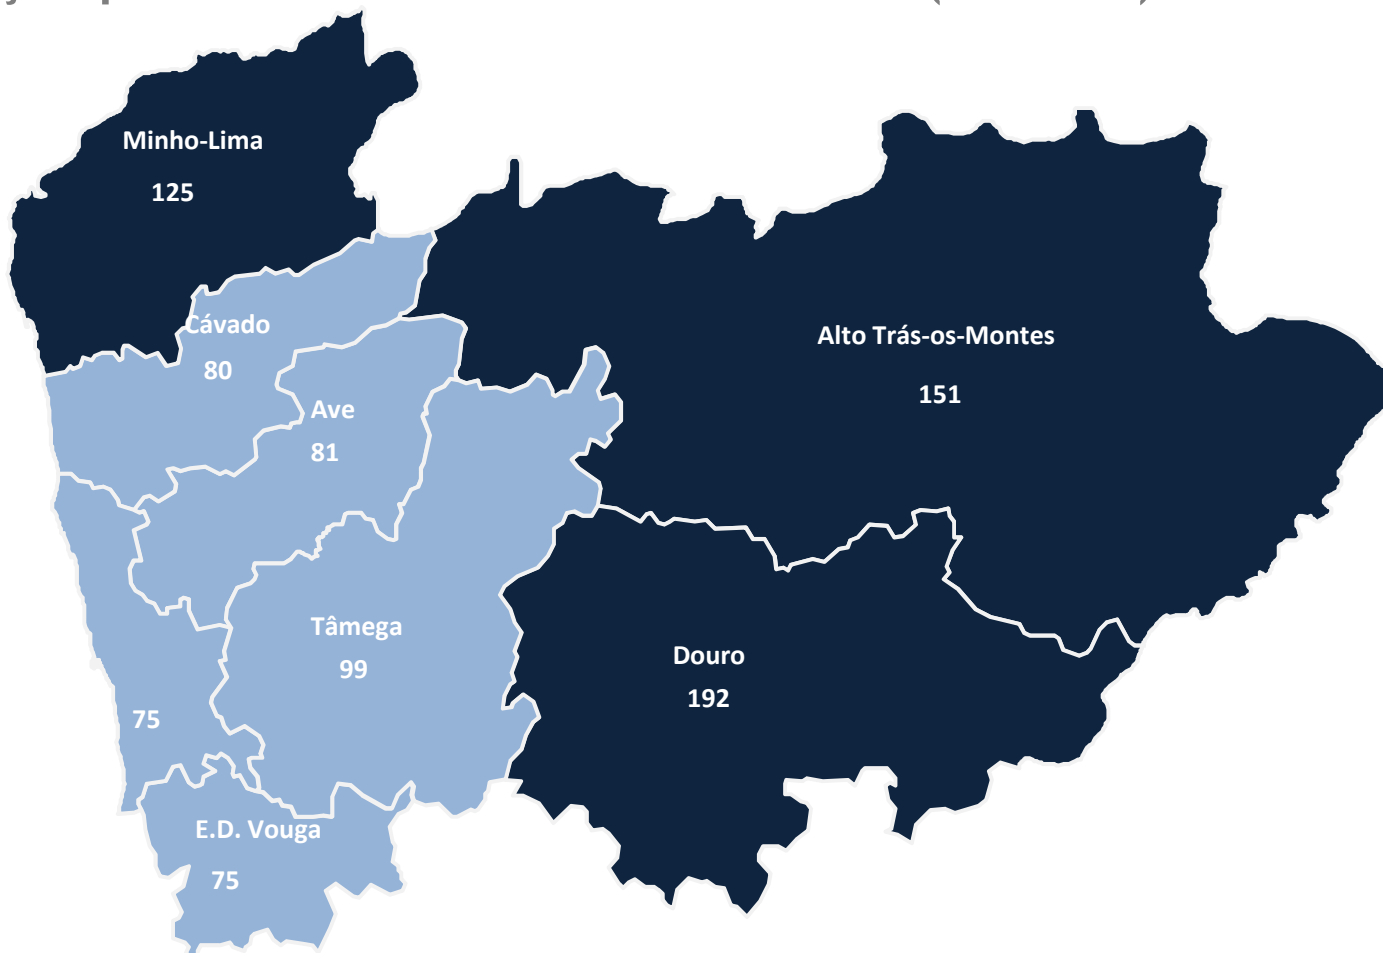 Minho-Lima
125
Cávado
80
Alto Trás-os-Montes
151
Ave
81
Tâmega
99
Douro
192
75
E.D. Vouga
75